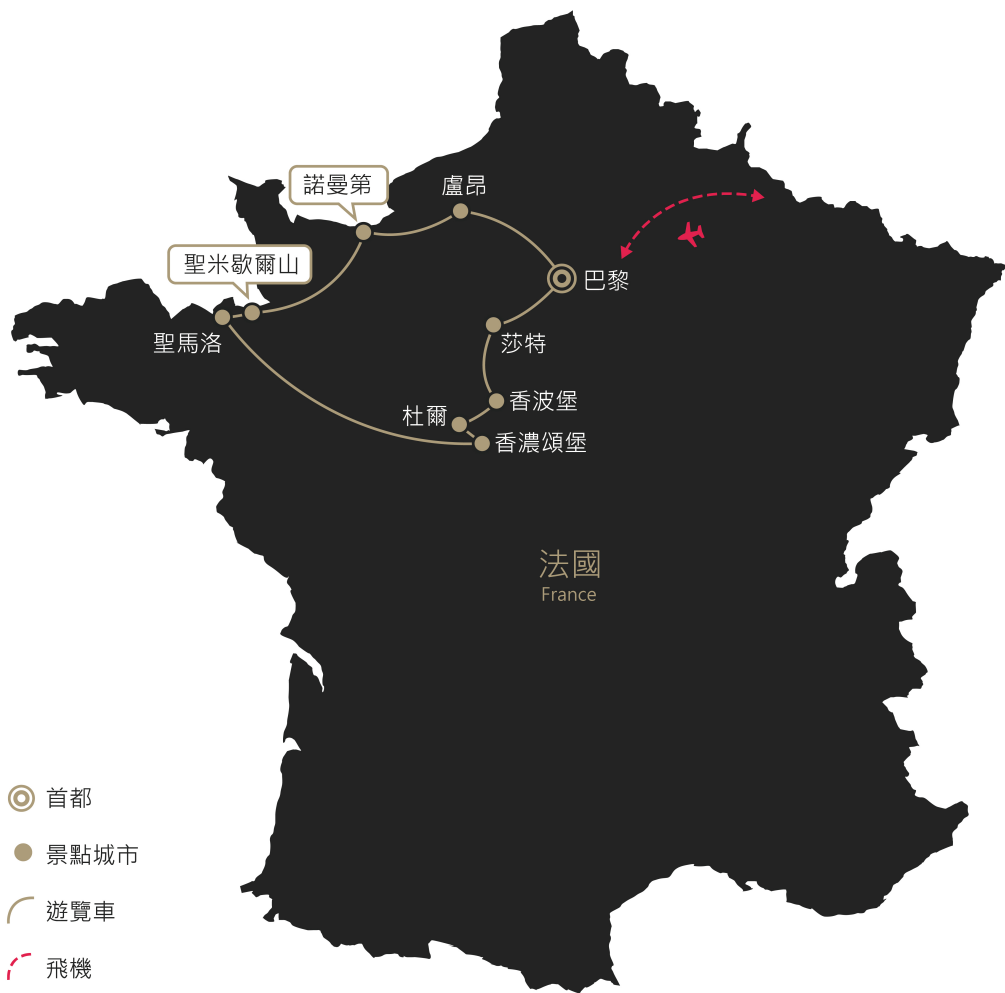 諾曼第
盧昂
聖米歇爾山
巴黎
聖馬洛
莎特
香波堡
杜爾
香濃頌堡
法國
France
首都
景點城市
遊覽車
飛機